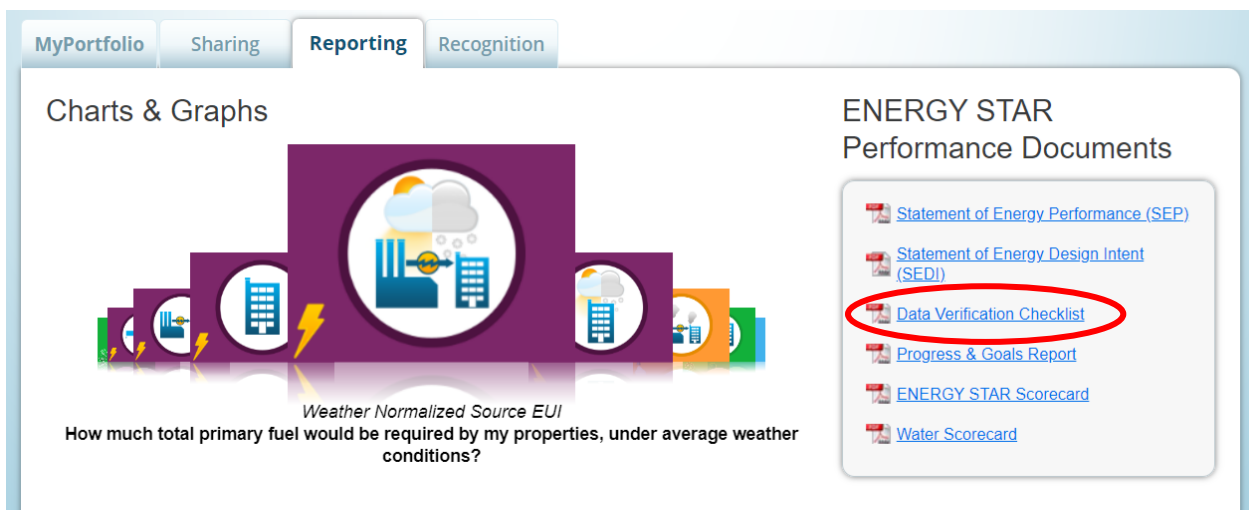 MyPortfolio
Sharing
Reporting
Recognition
Charts & Graphs
Weather Normalized Source EUI
How much total primary fuel would be required by my properties, under average weather
conditions?
ENERGY STAR
Performance Documents
Statement of Energy Performance (SEP)
Statement of Energy Design Intent
(SEDI)
Data Verification Checklist
Progress & Goals Report
ENERGY STAR Scorecard
Water Scorecard